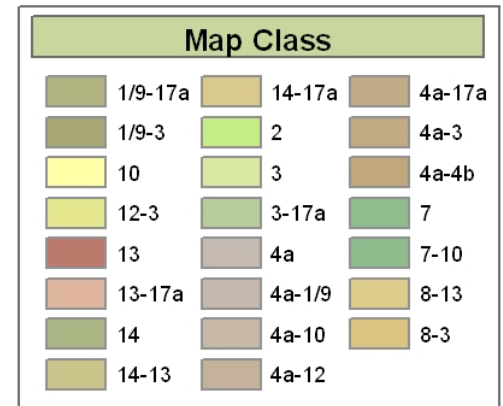 Map Class
1/9-17a
1/9-3
10
12-3
13
13-17a
14
14-13
14-17a
2
3
3-17a
4a
4a-1/9
4a-10
4a-12
4a-17a
4a-3
4a-4b
7
7-10
8-13
8-3